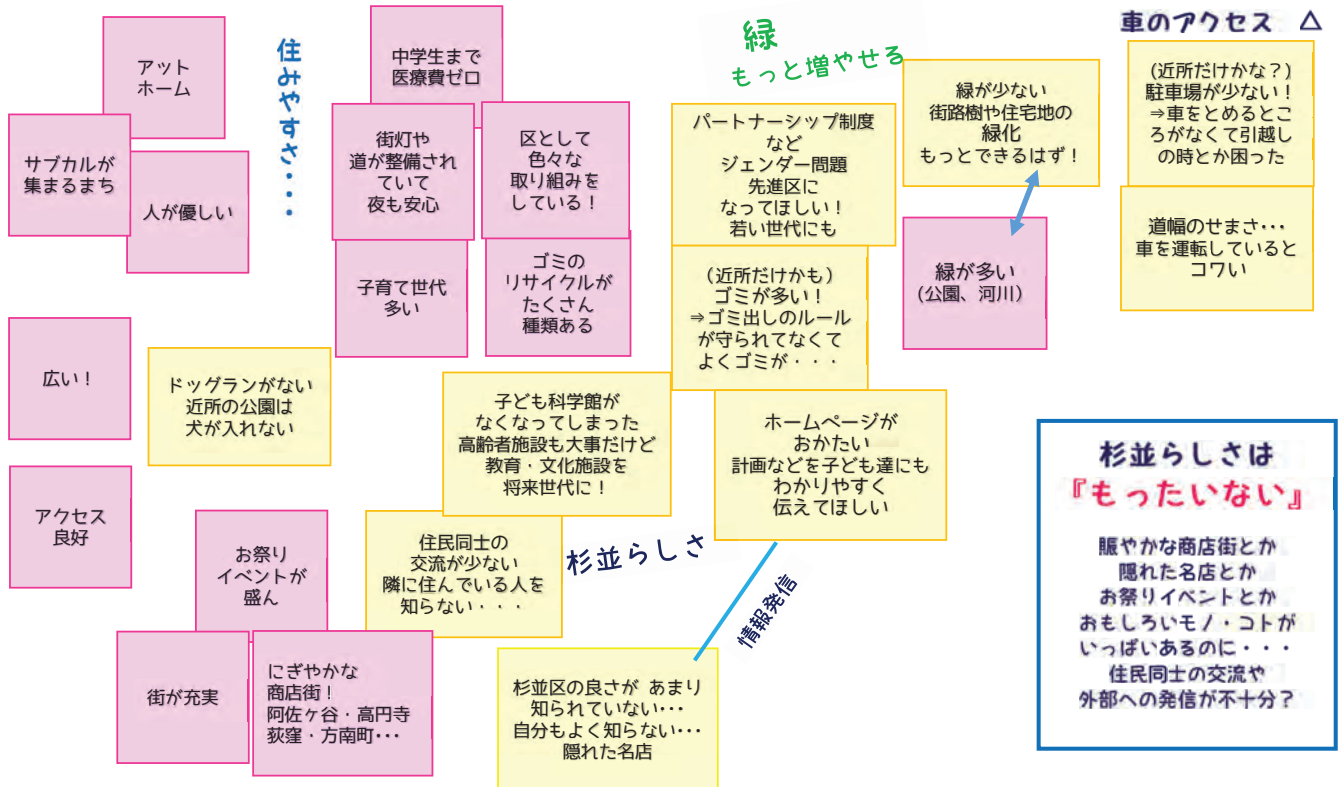 アット
ホーム
サブカルが
集まるまち
人が優しい
住みやすさ・・・
中学生まで
医療費ゼロ
街灯や
道が整備され
ていて
夜も安心
区として
色々な
取り組みを
している！
子育て世代
多い
ゴミの
リサイクルが
たくさん
種類ある
緑
もっと増やせる
パートナーシップ制度
など
ジェンダー問題
先進区に
なってほしい！
若い世代にも
（近所だけかも）
ゴミが多い！
⇒ゴミ出しのルール
が守られてなくて
よくゴミが・・・
緑が少ない
街路樹や住宅地の
緑化
もっとできるはず！
緑が多い
（公園、河川）
車のアクセス △
（近所だけかな？）
駐車場が少ない！
⇒車をとめるとこ
ろがなくて引越し
の時とか困った
道幅のせまさ･･･
車を運転していると
コワい
広い！
ドッグランがない
近所の公園は
犬が入れない
アクセス
良好
お祭り
イベントが
盛ん
街が充実
にぎやかな
商店街！
阿佐ヶ谷・高円寺
荻窪・方南町･･･
子ども科学館が
なくなってしまった
高齢者施設も大事だけど
教育・文化施設を
将来世代に！
住民同士の
交流が少ない
隣に住んでいる人を
知らない・・・
杉並らしさ
ホームページが
おかたい
計画などを子ども達にも
わかりやすく
伝えてほしい
情報発信
杉並区の良さが あまり
知られていない･･･
自分もよく知らない･･･
隠れた名店
杉並らしさは
『もったいない』
賑やかな商店街とか
隠れた名店とか
お祭りイベントとか
おもしろいモノ・コトが
いっぱいあるのに・・・
住民同士の交流や
外部への発信が不十分？